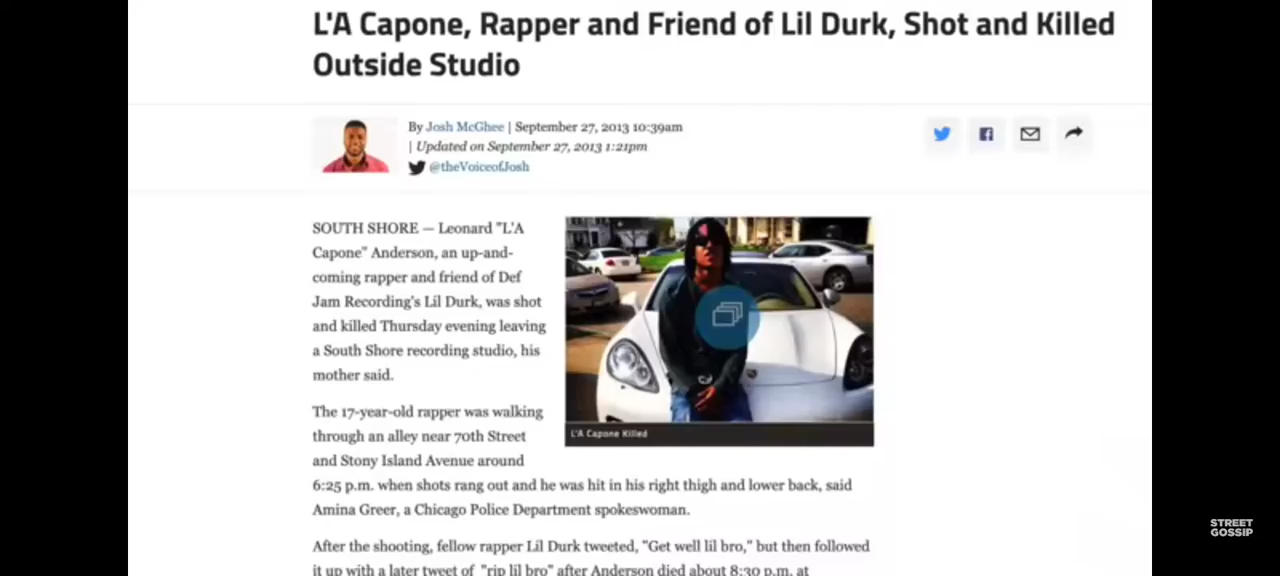 L'A Capone, Rapper and Friend of Lil Durk, Shot and Killed
Outside Studio
By Josh McGhee | September 27, 2013 10:39am
| Updated on September 27, 2013 1:21pm
@theVoiceofJosh
SOUTH SHORE — Leonard "L'A
Capone" Anderson, an up-and-
coming rapper and friend of Def
Jam Recording's Lil Durk, was shot
and killed Thursday evening leaving
a South Shore recording studio, his
mother said.
L'A Capone Killed
The 17-year-old rapper was walking
through an alley near 70th Street
and Stony Island Avenue around
6:25 p.m. when shots rang out and he was hit in his right thigh and lower back, said
Amina Greer, a Chicago Police Department spokeswoman.
After the shooting, fellow rapper Lil Durk tweeted, "Get well lil bro," but then followed
it up with a later tweet of "rip lil bro" after Anderson died about 8:30 p.m. at
STREET
GOSSIP